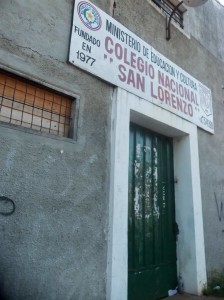 MINISTERIO DE EDUCACION Y CULTURA
COLEGIO NACIONAL
"SAN LORENZO"
FUNDADO
EN
1977